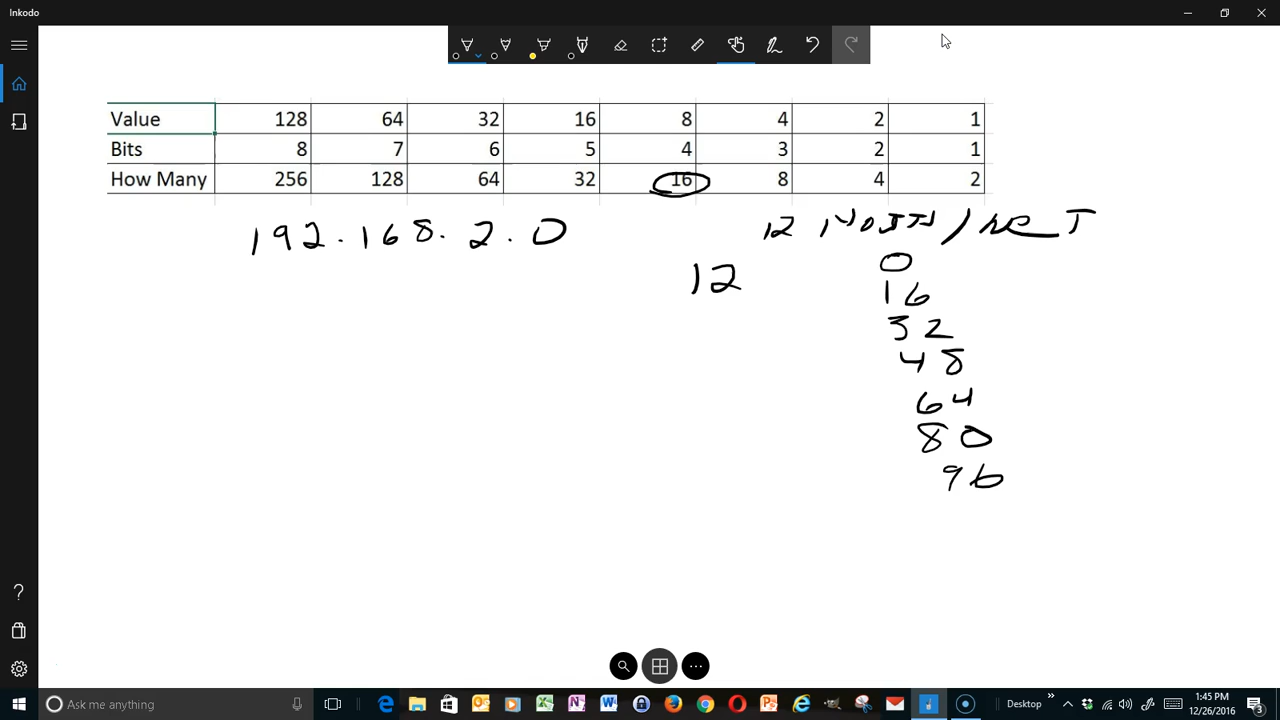 Inkodo
Value 128 64 32 16 8 4 2 1
Bits 8 7 6 5 4 3 2 1
How Many 256 128 64 32 16 8 4 2
192.168.2.0
12 Hosts/NET
12
0
16
32
48
64
80
96
Ask me anything
Desktop
1:45 PM
12/26/2016